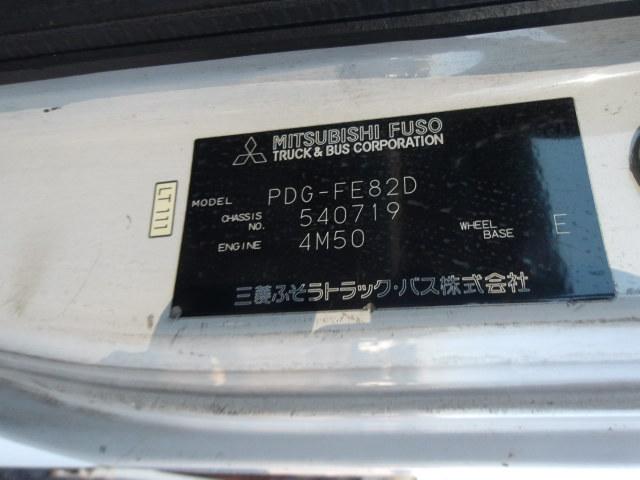 MITSUBISHI FUSO
TRUCK & BUS CORPORATION
LT111
MODEL PDG-FE82D
CHASSIS NO. 540719
ENGINE 4M50
WHEEL BASE E
三菱ふそうトラック・バス株式会社